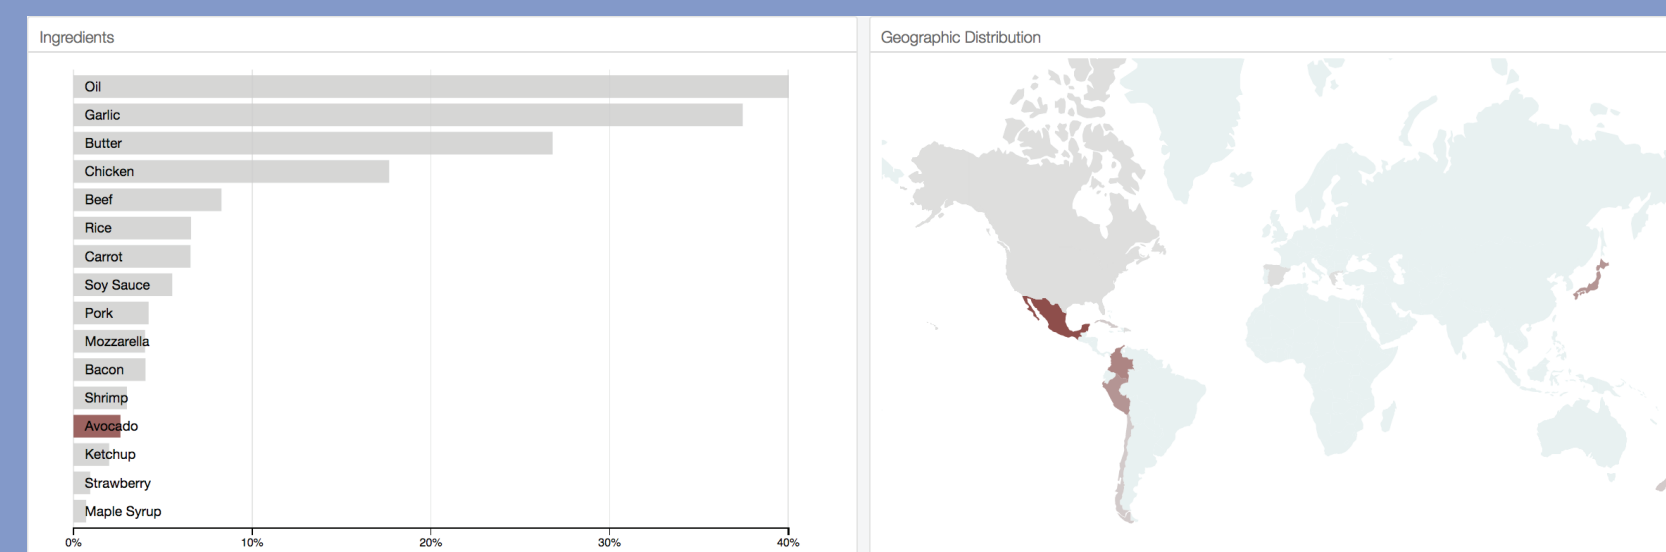 Ingredients
Oil
Garlic
Butter
Chicken
Beef
Rice
Carrot
Soy Sauce
Pork
Mozzarella
Bacon
Shrimp
Avocado
Ketchup
Strawberry
Maple Syrup
0% 10% 20% 30% 40%
Geographic Distribution